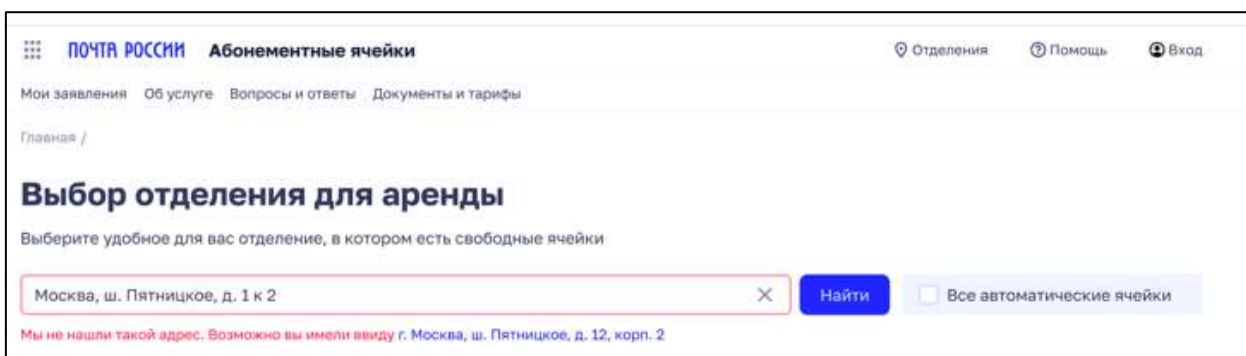 ПОЧТА РОССИИ Абонементные ячейки Отделения Помощь Вход
Мои заявления Об услуге Вопросы и ответы Документы и тарифы
Главная /
Выбор отделения для аренды
Выберите удобное для вас отделение, в котором есть свободные ячейки
Москва, ш. Пятницкое, д. 1 к 2 Найти Все автоматические ячейки
Мы не нашли такой адрес. Возможно вы имели ввиду г. Москва, ш. Пятницкое, д. 12, корп. 2